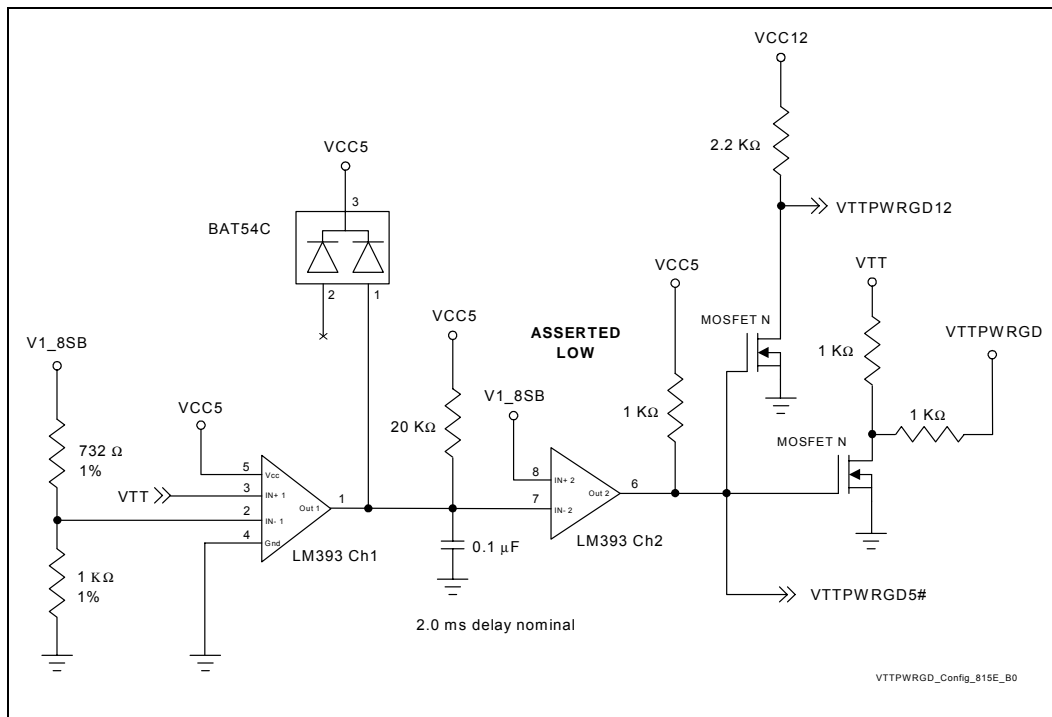 VCC12
2.2 KΩ
VTTPWRGD12
VCC5
3
BAT54C
2
1
VCC5
VCC5
VTT
ASSERTED
LOW
MOSFET N
VTTPWRGD
1 KΩ
V1_8SB
V1_8SB
VCC5
20 KΩ
1 KΩ
1 KΩ
MOSFET N
732 Ω
1%
5
Vcc
VTT
3
IN+ 1
2
IN- 1
4
Gnd
Out 1
1
8
IN+ 2
7
IN- 2
Out 2
6
LM393 Ch1
0.1 μF
LM393 Ch2
1 KΩ
1%
VTTPWRGD5#
2.0 ms delay nominal
VTTPWRGD_Config_815E_B0